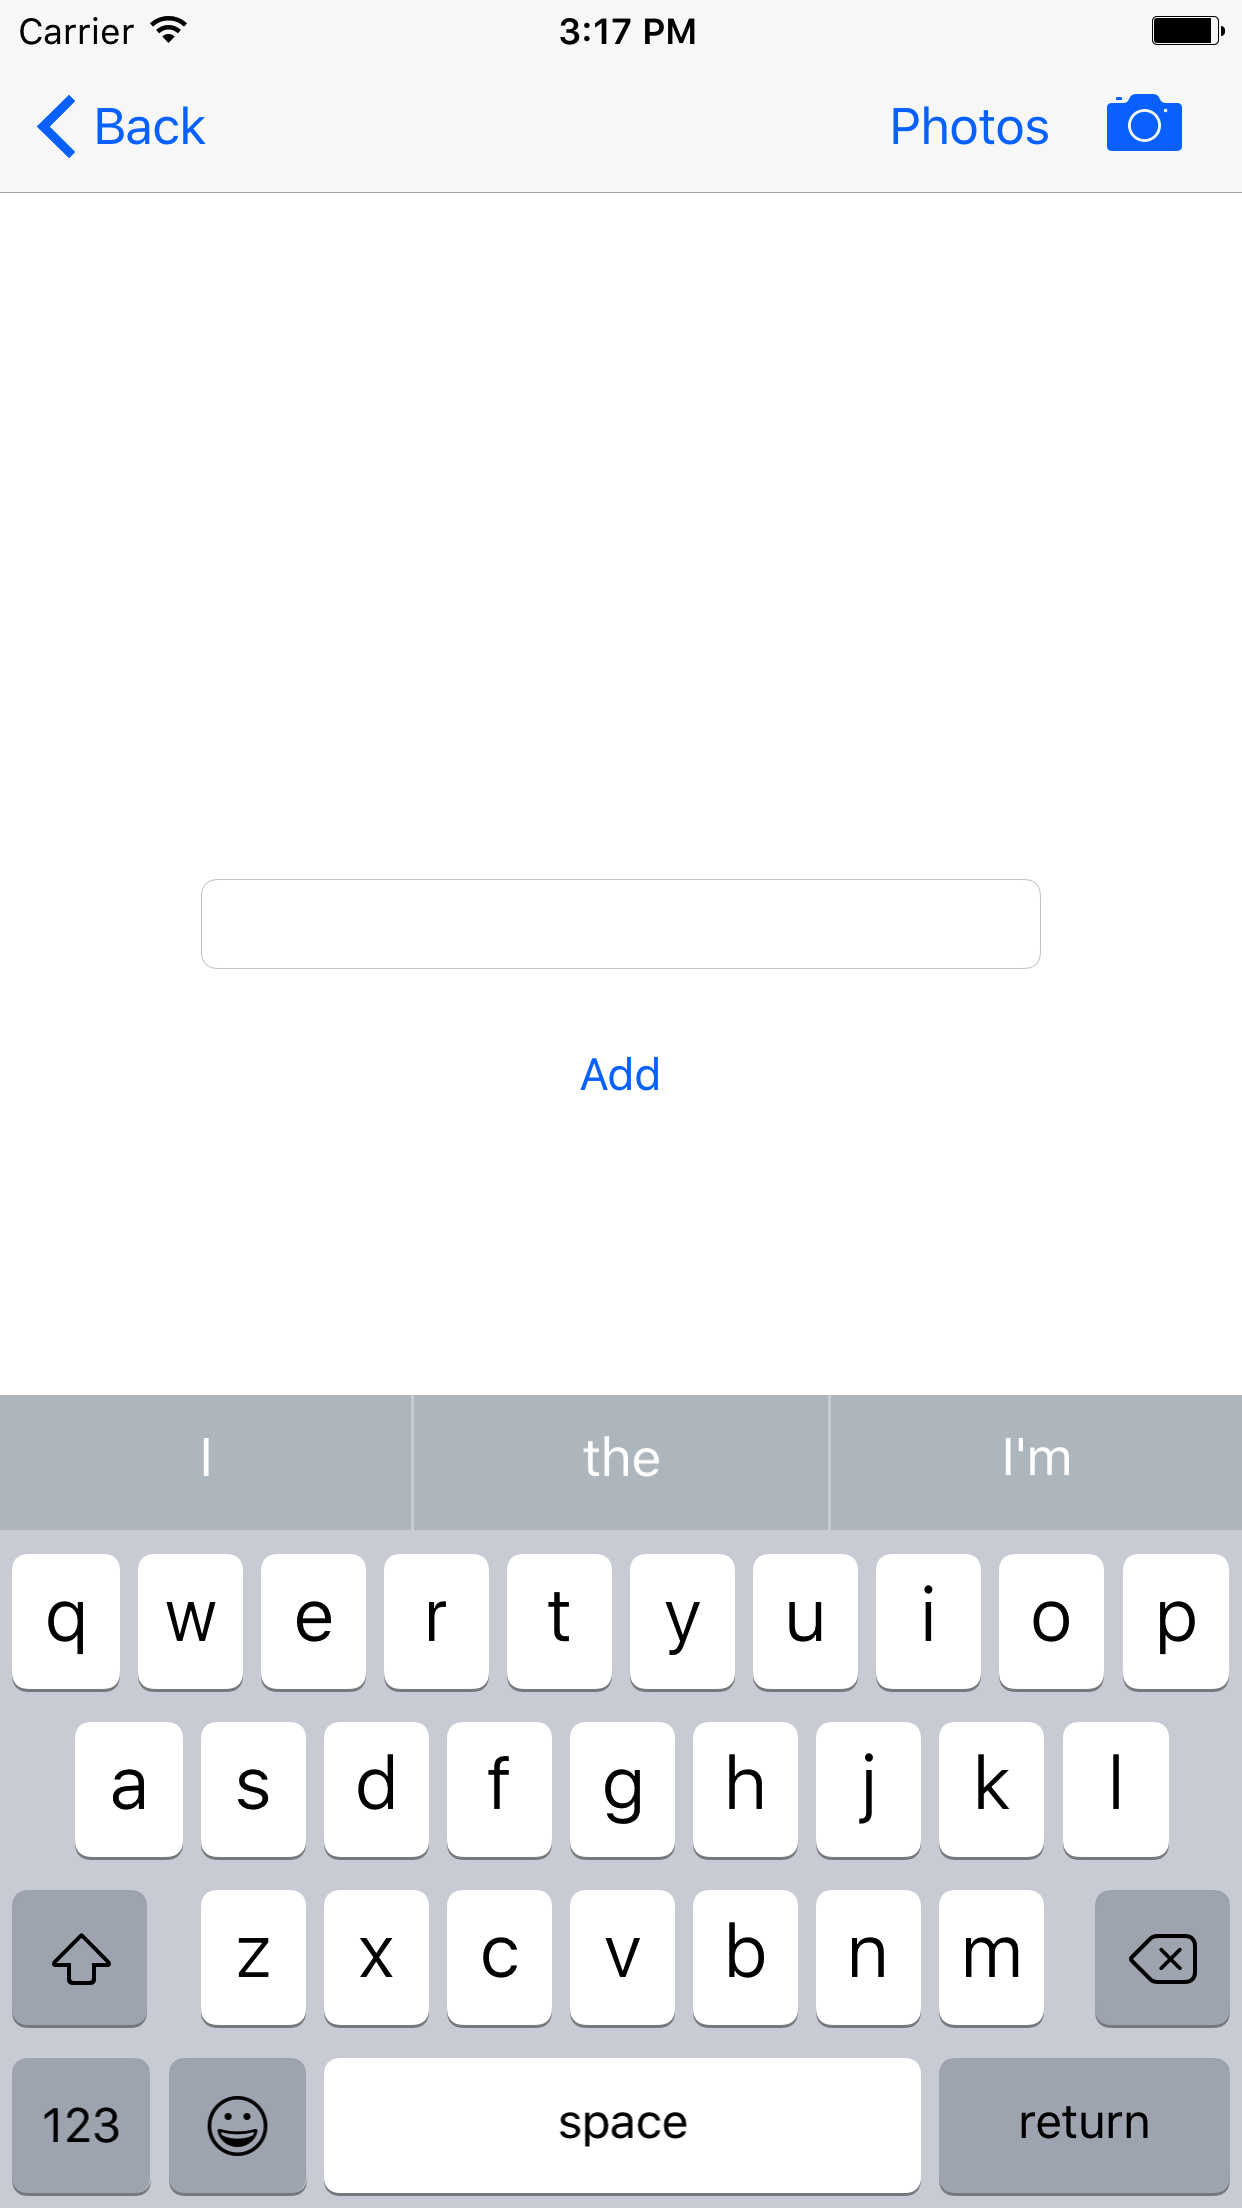 Carrier 3:17 PM
Back Photos
Add
I the I'm
q w e r t y u i o p
a s d f g h j k l
z x c v b n m
123 space return